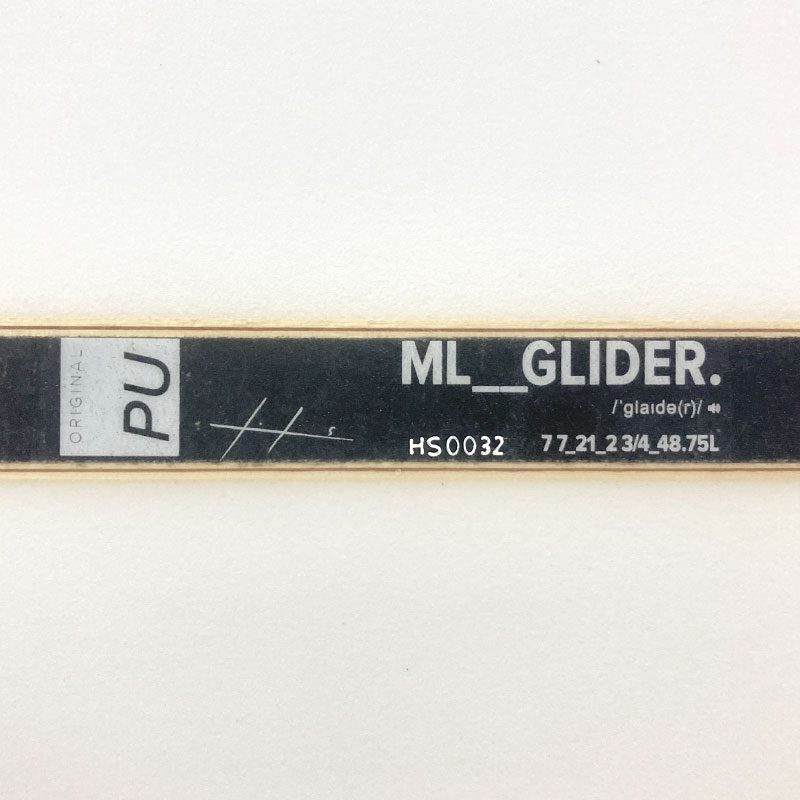 ORIGINAL
PU
ML__GLIDER.
/ˈglaɪdə(r)/
HS0032
7 7_21_2 3/4_48.75L